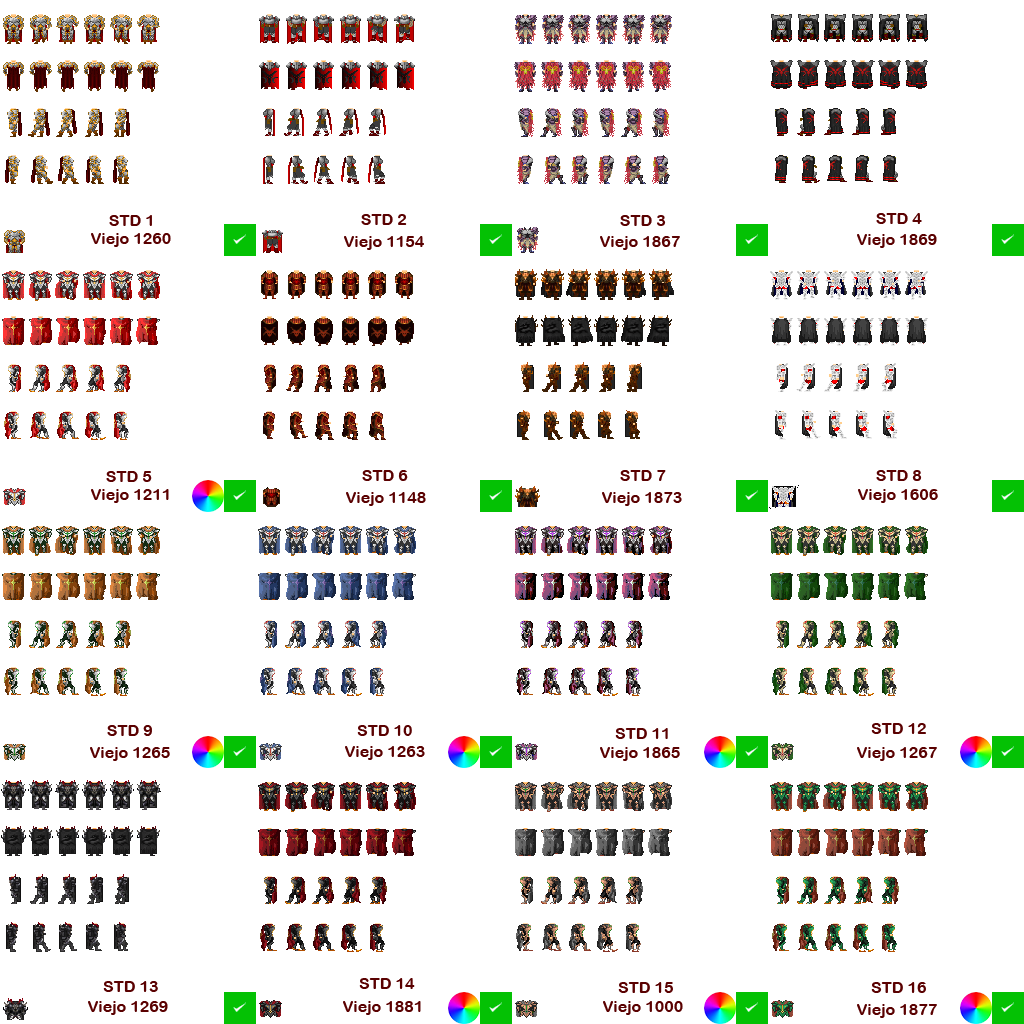 STD 1
Viejo 1260
STD 2
Viejo 1154
STD 3
Viejo 1867
STD 4
Viejo 1869
STD 5
Viejo 1211
STD 6
Viejo 1148
STD 7
Viejo 1873
STD 8
Viejo 1606
STD 9
Viejo 1265
STD 10
Viejo 1263
STD 11
Viejo 1865
STD 12
Viejo 1267
STD 13
Viejo 1269
STD 14
Viejo 1881
STD 15
Viejo 1000
STD 16
Viejo 1877